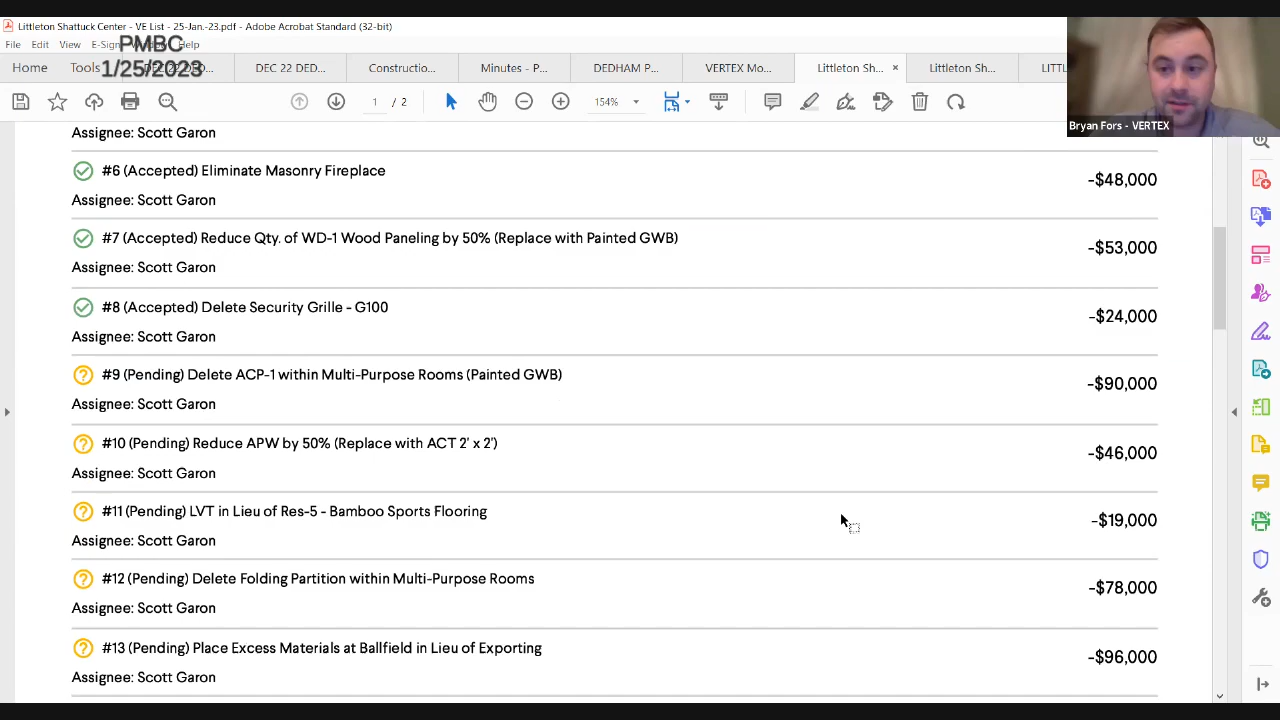 Littleton Shattuck Center - VE List - 25-Jan.-23.pdf - Adobe Acrobat Standard (32-bit)
File Edit View E-Sign Help
PMBC
1/25/2023
Home Tools DEC 22 DED... Constructio... Minutes - P... DEDHAM P... VERTEX Mo... Littleton Sh... × Littleton Sh...
1 / 2 154%
Bryan Fors - VERTEX
Assignee: Scott Garon
#6 (Accepted) Eliminate Masonry Fireplace -$48,000
Assignee: Scott Garon
#7 (Accepted) Reduce Qty. of WD-1 Wood Paneling by 50% (Replace with Painted GWB) -$53,000
Assignee: Scott Garon
#8 (Accepted) Delete Security Grille - G100 -$24,000
Assignee: Scott Garon
#9 (Pending) Delete ACP-1 within Multi-Purpose Rooms (Painted GWB) -$90,000
Assignee: Scott Garon
#10 (Pending) Reduce APW by 50% (Replace with ACT 2' x 2') -$46,000
Assignee: Scott Garon
#11 (Pending) LVT in Lieu of Res-5 - Bamboo Sports Flooring -$19,000
Assignee: Scott Garon
#12 (Pending) Delete Folding Partition within Multi-Purpose Rooms -$78,000
Assignee: Scott Garon
#13 (Pending) Place Excess Materials at Ballfield in Lieu of Exporting -$96,000
Assignee: Scott Garon